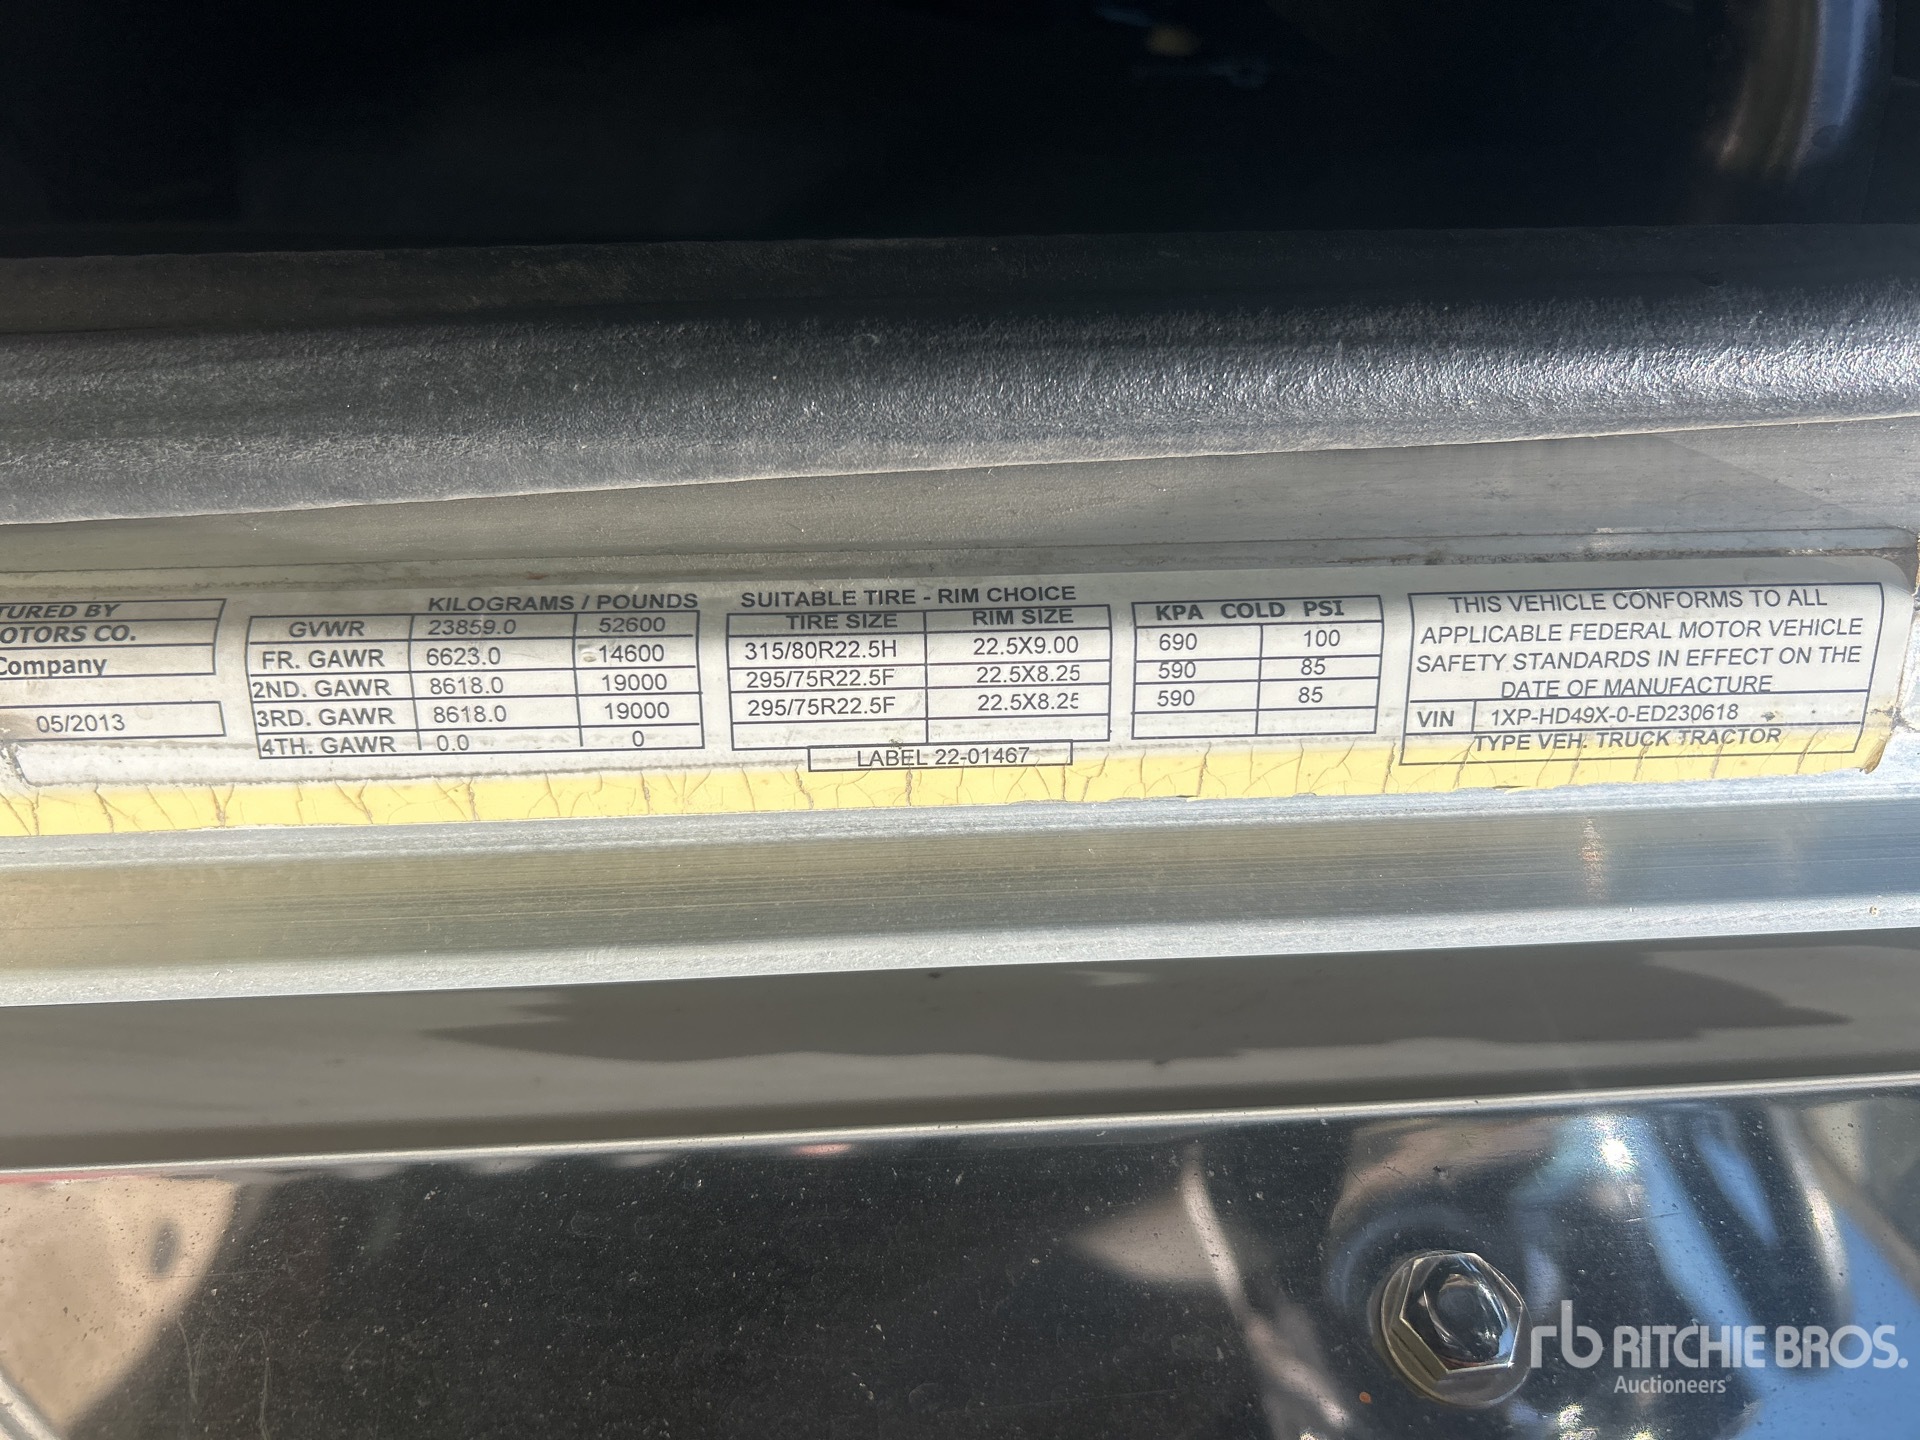 TURED BY
OTORS CO.
Company
05/2013
KILOGRAMS / POUNDS
GVWR 23859.0 52600
FR. GAWR 6623.0 14600
2ND. GAWR 8618.0 19000
3RD. GAWR 8618.0 19000
4TH. GAWR 0.0 0
SUITABLE TIRE - RIM CHOICE
TIRE SIZE RIM SIZE
315/80R22.5H 22.5X9.00
295/75R22.5F 22.5X8.25
295/75R22.5F 22.5X8.25
LABEL 22-01467
KPA COLD PSI
690 100
590 85
590 85
THIS VEHICLE CONFORMS TO ALL
APPLICABLE FEDERAL MOTOR VEHICLE
SAFETY STANDARDS IN EFFECT ON THE
DATE OF MANUFACTURE
VIN 1XP-HD49X-0-ED230618
TYPE VEH. TRUCK TRACTOR
rb RITCHIE BROS.
Auctioneers